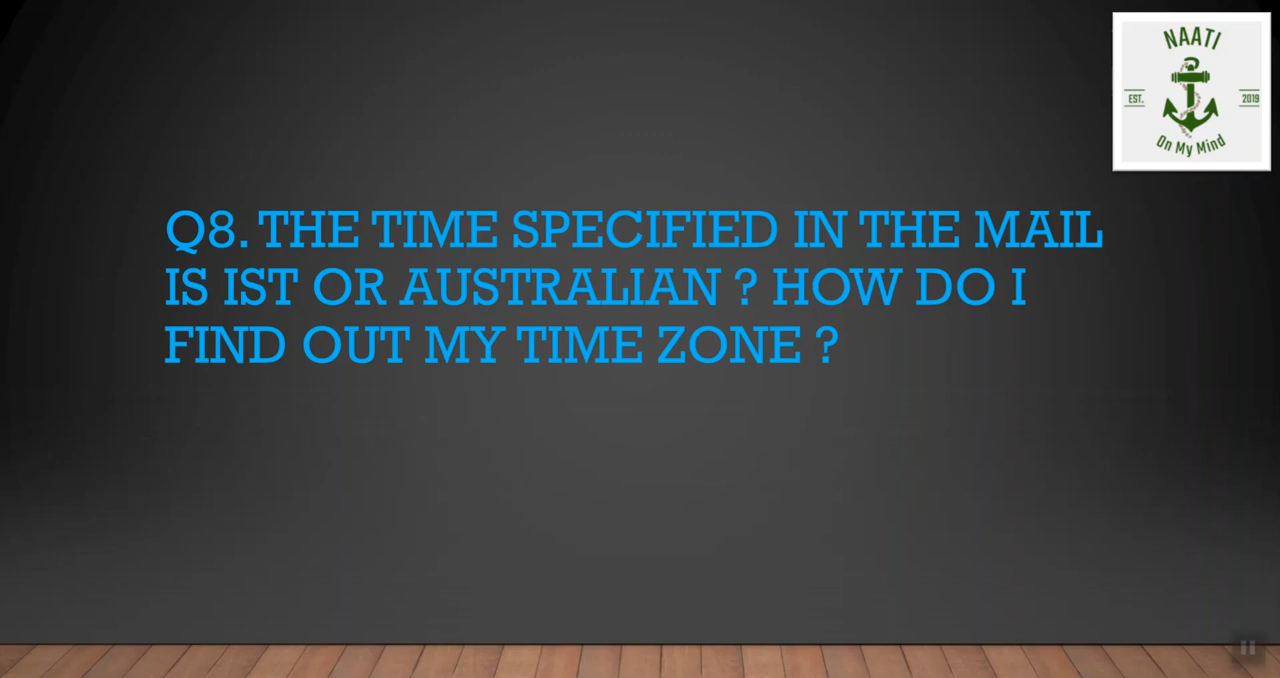 NAATI
EST. 2019
On My Mind
Q8. THE TIME SPECIFIED IN THE MAIL
IS IST OR AUSTRALIAN ? HOW DO I
FIND OUT MY TIME ZONE ?